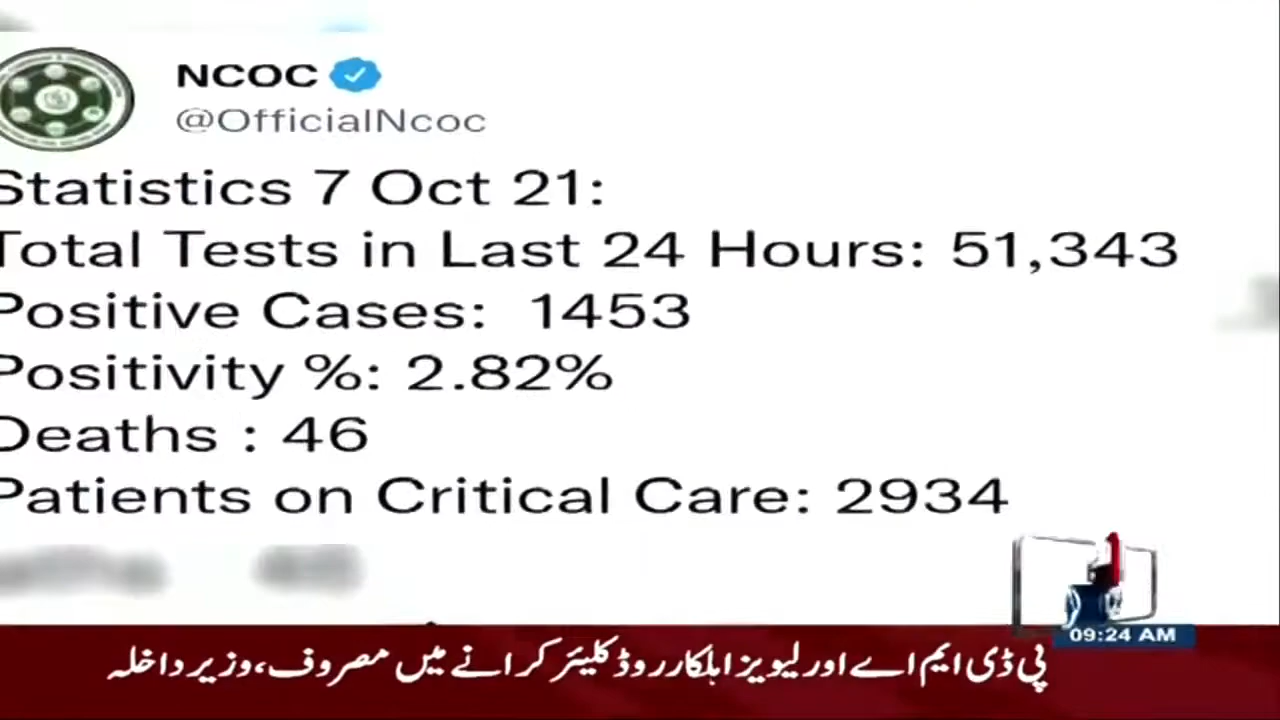 NCOC
@OfficialNcoc
Statistics 7 Oct 21:
Total Tests in Last 24 Hours: 51,343
Positive Cases: 1453
Positivity %: 2.82%
Deaths : 46
Patients on Critical Care: 2934
09:24 AM
پی ڈی ایم اے اور لیویز اہلکار روڈ کلیئر کرانے میں مصروف، وزیر داخلہ